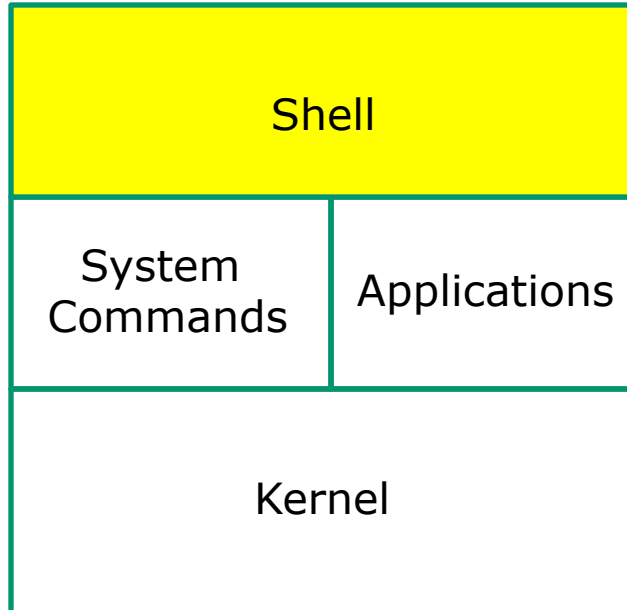 Shell
System
Commands
Applications
Kernel